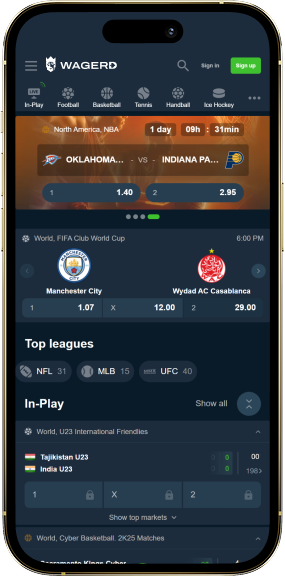 WAGERD
Sign in
Sign up
LIVE
In-Play
Football
Basketball
Tennis
Handball
Ice Hockey
North America, NBA
1 day : 09h : 31min
OKLAHOMA... - VS - INDIANA PA...
1 1.40 2 2.95
World, FIFA Club World Cup 6:00 PM
Manchester City Wydad AC Casablanca
1 1.07 X 12.00 2 29.00
Top leagues
NFL 31 MLB 15 UFC 40
In-Play Show all
World, U23 International Friendlies
Tajikistan U23 0 00
India U23 0 198
1 X 2
Show top markets
World, Cyber Basketball. 2K25 Matches
Sacramento Kings Cyber